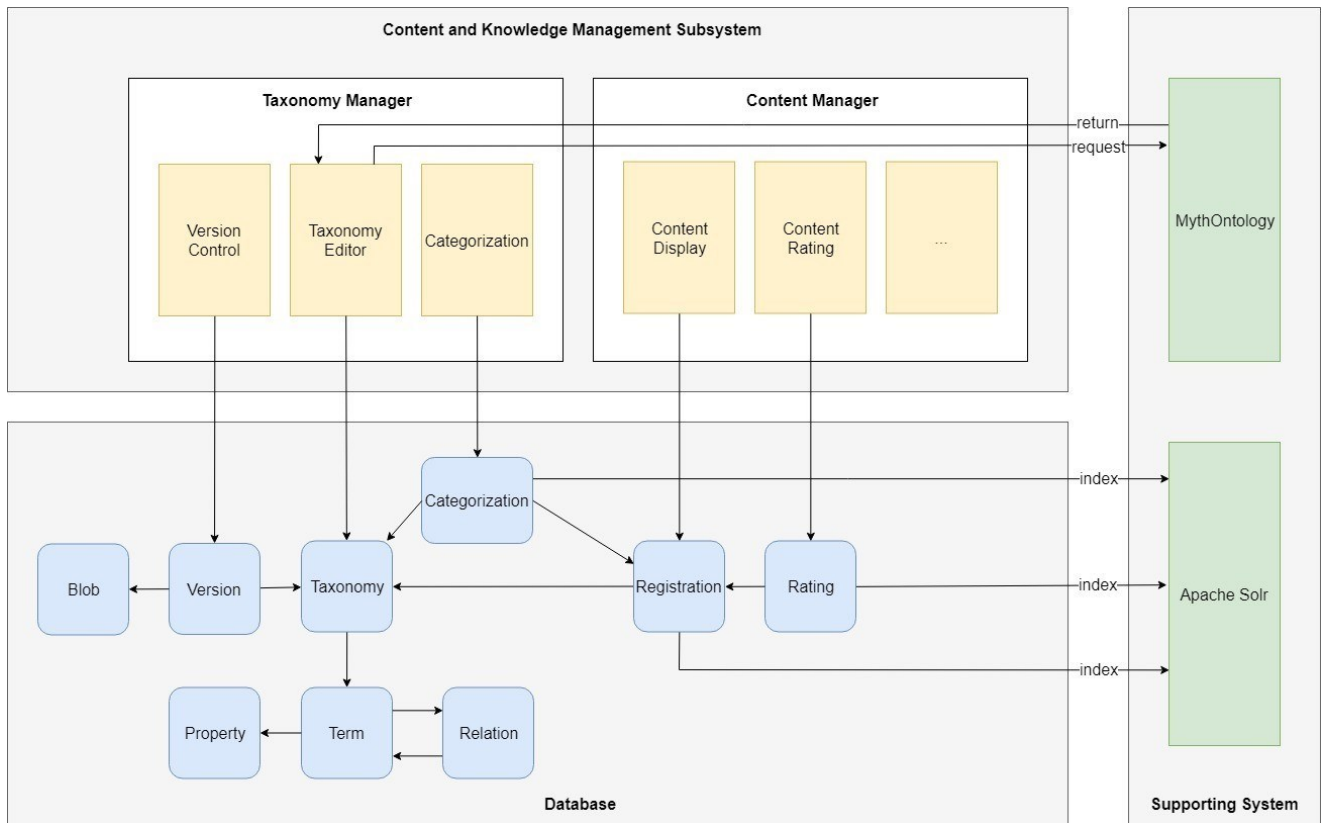 Content and Knowledge Management Subsystem
Taxonomy Manager
Content Manager
return
request
Version
Control
Taxonomy
Editor
Categorization
Content
Display
Content
Rating
...
MythOntology
Categorization
index
Blob
Version
Taxonomy
Registration
Rating
index
Apache Solr
index
Property
Term
Relation
Database
Supporting System